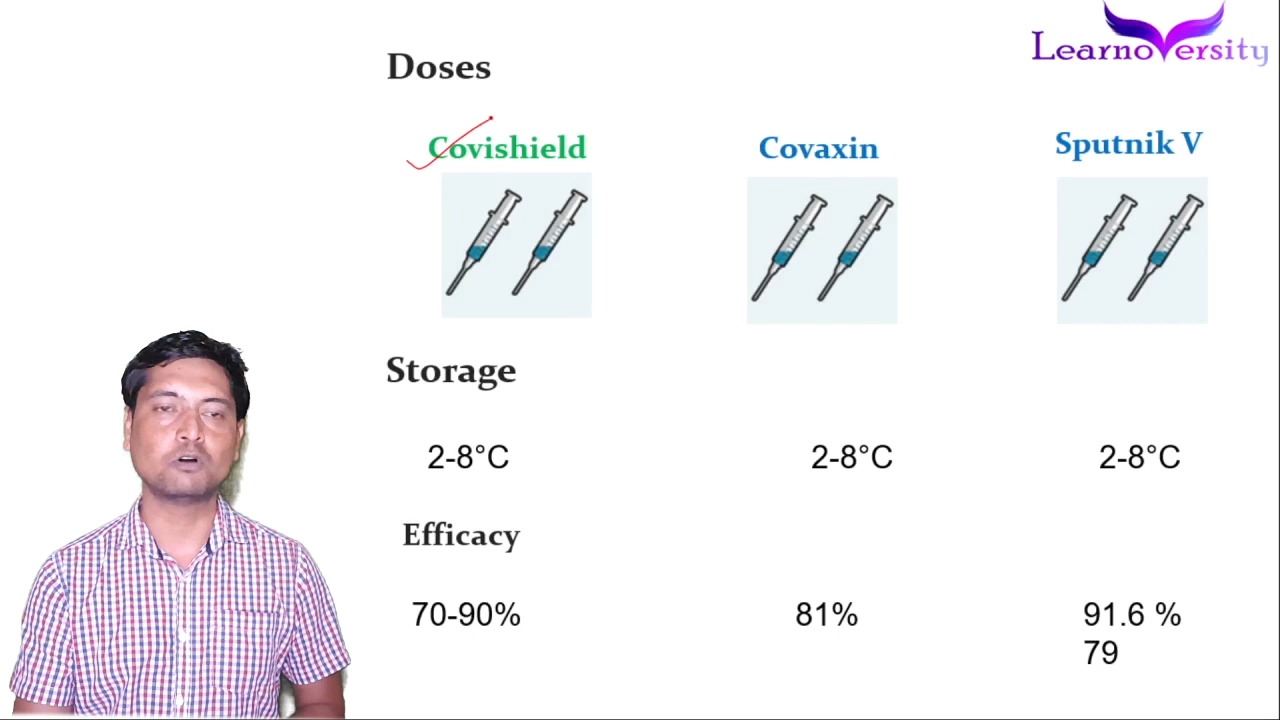 Learnoversity
Doses
Covishield Covaxin Sputnik V
Storage
2-8°C 2-8°C 2-8°C
Efficacy
70-90% 81% 91.6 %
79